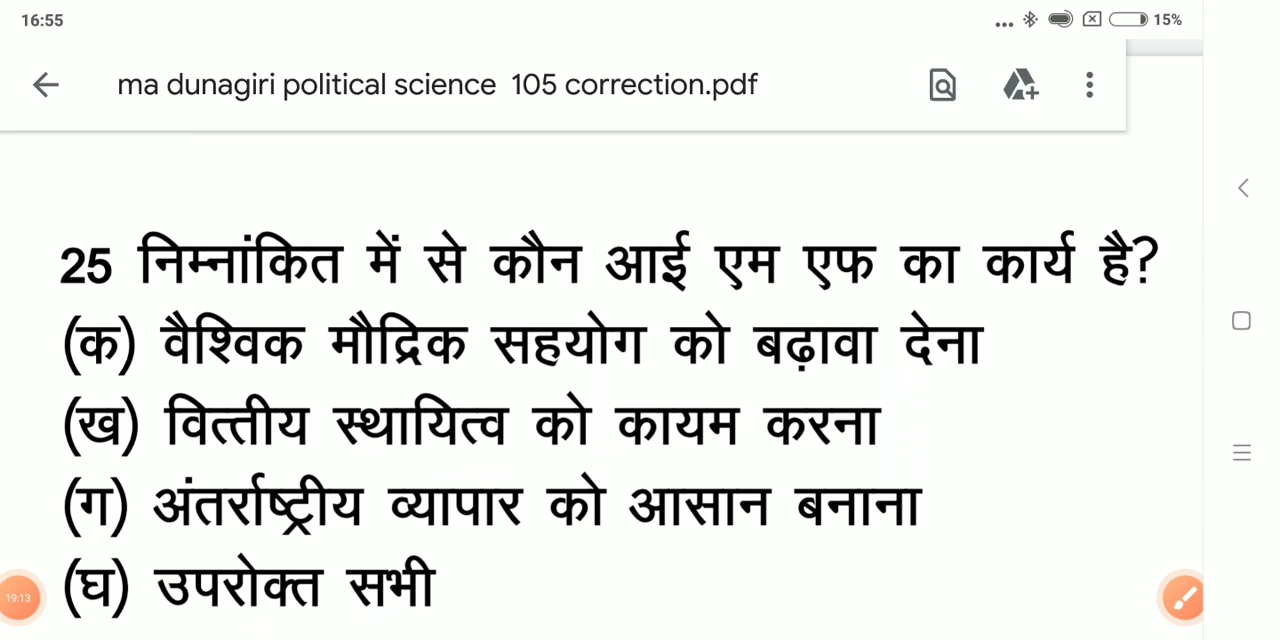 16:55
15%
ma dunagiri political science 105 correction.pdf
25 निम्नांकित में से कौन आई एम एफ का कार्य है?
(क) वैश्विक मौद्रिक सहयोग को बढ़ावा देना
(ख) वित्तीय स्थायित्व को कायम करना
(ग) अंतर्राष्ट्रीय व्यापार को आसान बनाना
(घ) उपरोक्त सभी
19:13